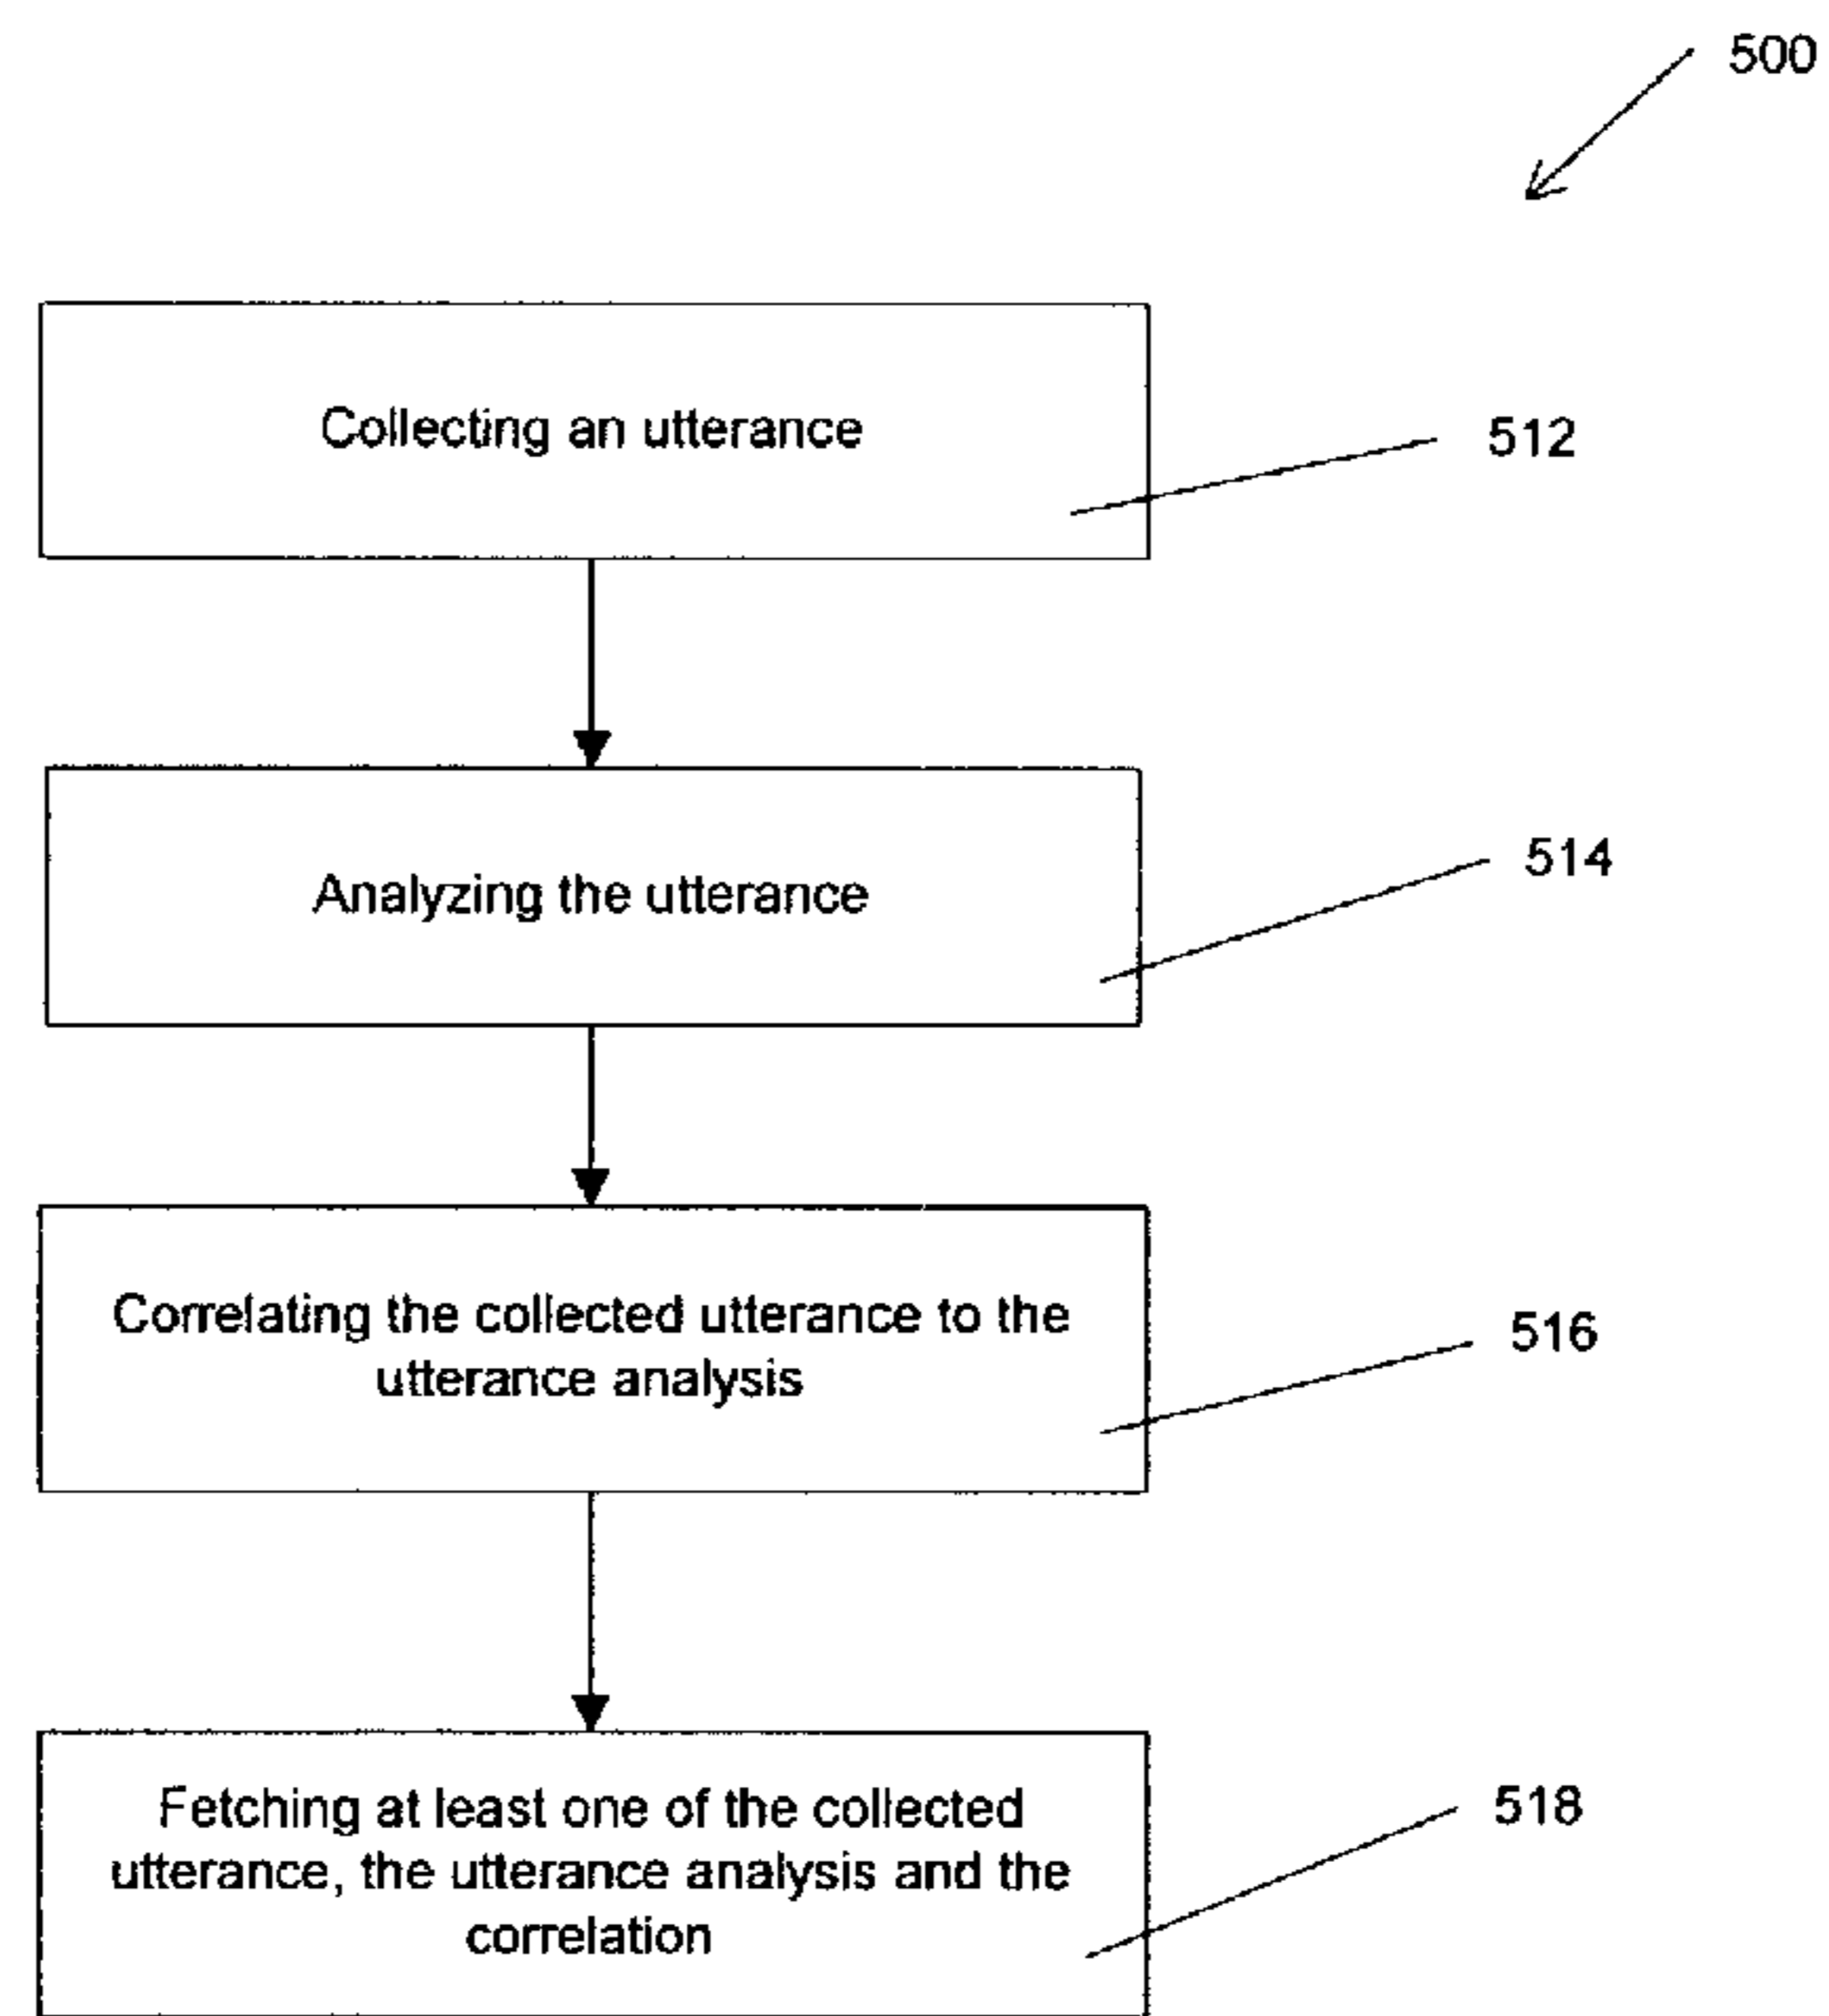 500
Collecting an utterance
512
Analyzing the utterance
514
Correlating the collected utterance to the
utterance analysis
516
Fetching at least one of the collected
utterance, the utterance analysis and the
correlation
518